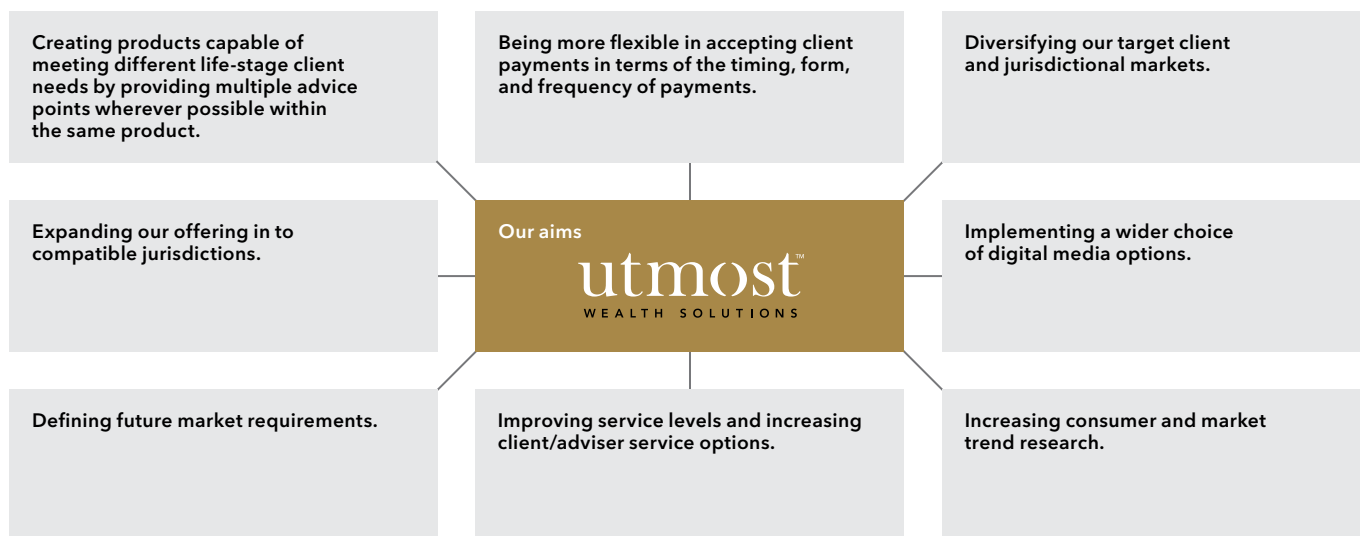 Creating products capable of
meeting different life-stage client
needs by providing multiple advice
points wherever possible within
the same product.
Being more flexible in accepting client
payments in terms of the timing, form,
and frequency of payments.
Diversifying our target client
and jurisdictional markets.
Expanding our offering in to
compatible jurisdictions.
Our aims
utmost™
WEALTH SOLUTIONS
Implementing a wider choice
of digital media options.
Defining future market requirements.
Improving service levels and increasing
client/adviser service options.
Increasing consumer and market
trend research.